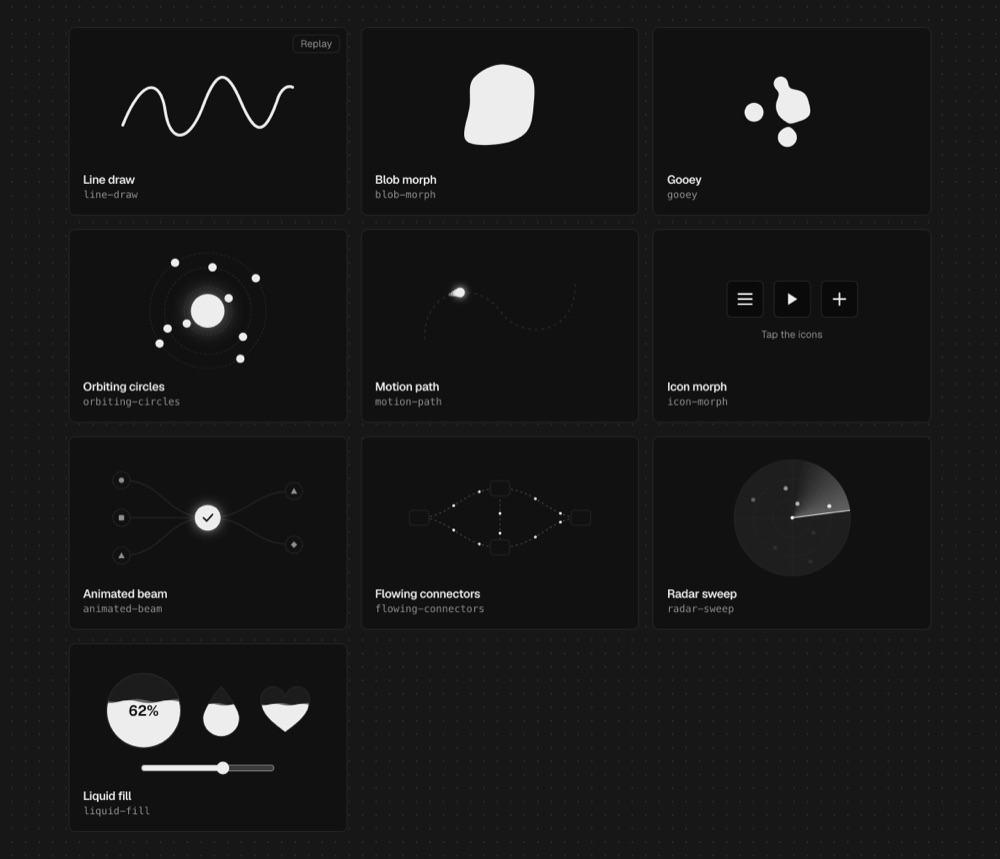 Replay
Line draw
line-draw
Blob morph
blob-morph
Gooey
gooey
Orbiting circles
orbiting-circles
Motion path
motion-path
Tap the icons
Icon morph
icon-morph
Animated beam
animated-beam
Flowing connectors
flowing-connectors
Radar sweep
radar-sweep
62%
Liquid fill
liquid-fill